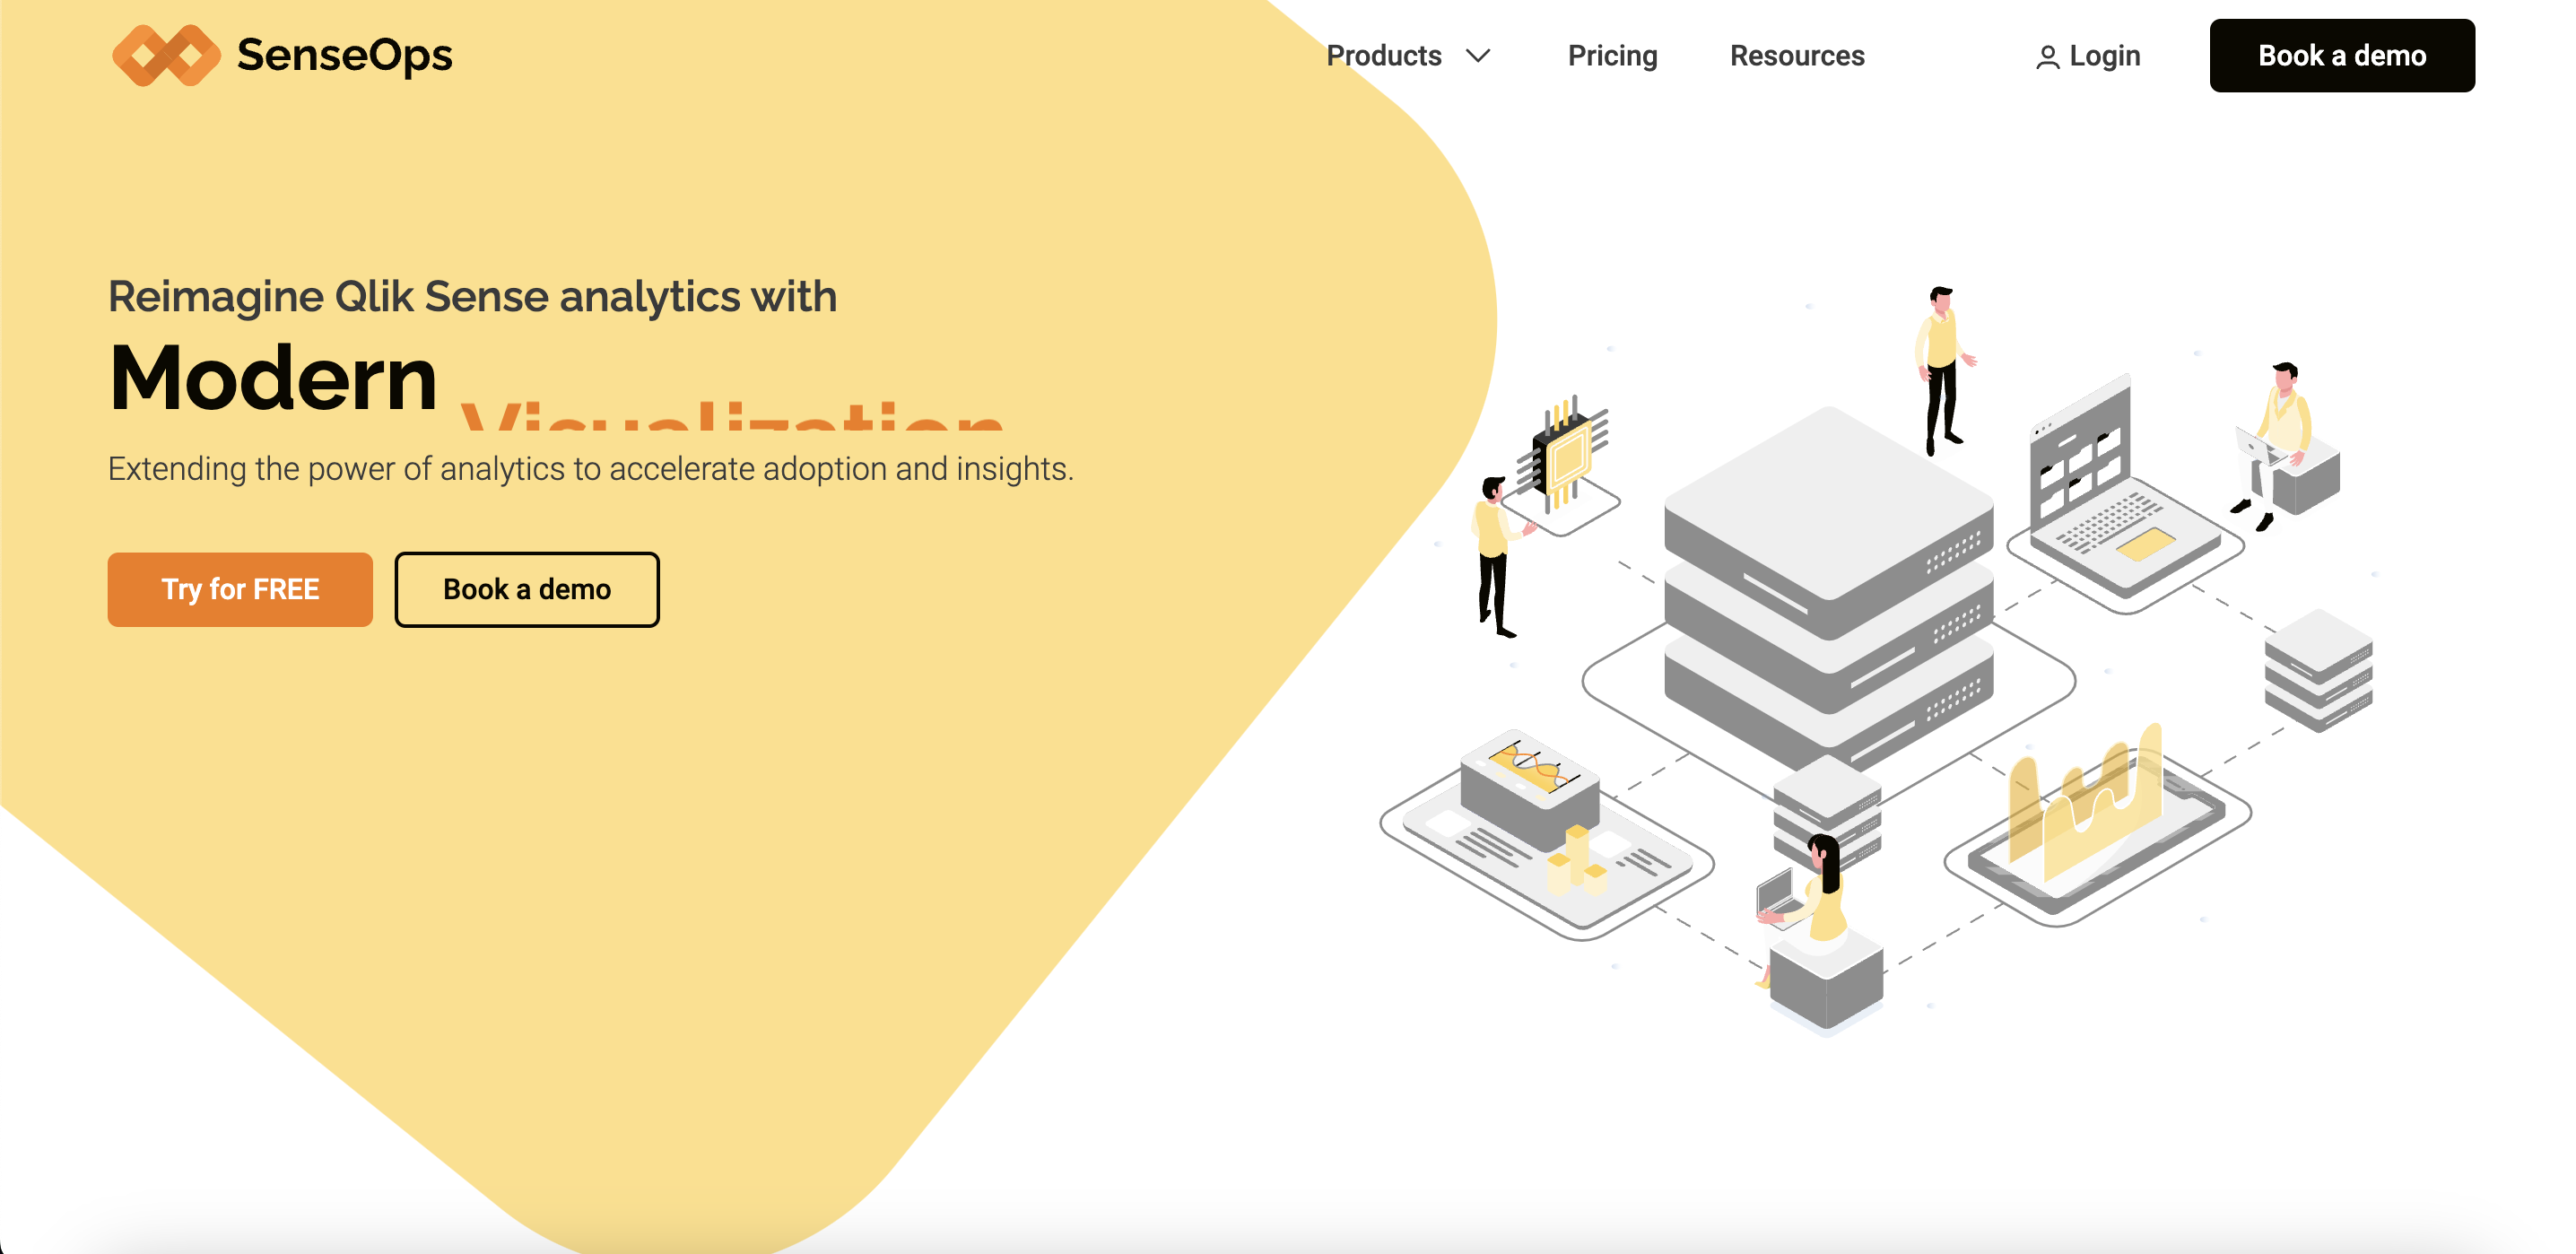 SenseOps
Products
Pricing
Resources
Login
Book a demo
Reimagine Qlik Sense analytics with
Modern Visualization
Extending the power of analytics to accelerate adoption and insights.
Try for FREE
Book a demo